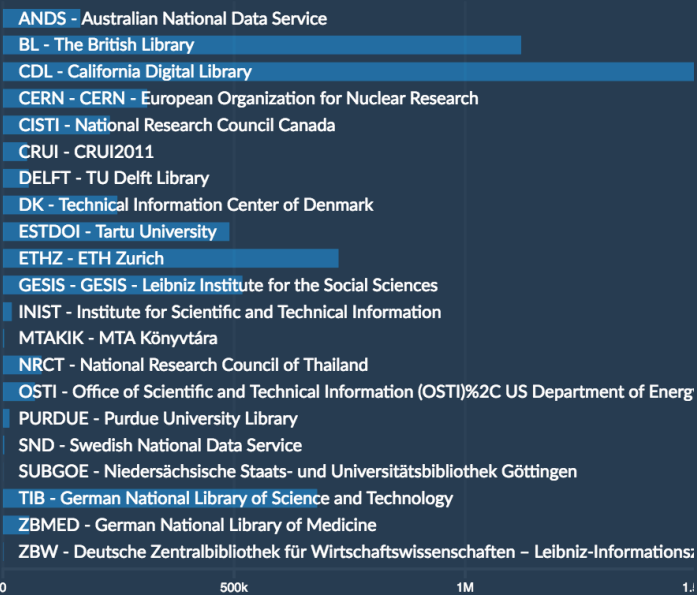 ANDS - Australian National Data Service
BL - The British Library
CDL - California Digital Library
CERN - CERN - European Organization for Nuclear Research
CISTI - National Research Council Canada
CRUI - CRUI2011
DELFT - TU Delft Library
DK - Technical Information Center of Denmark
ESTDOI - Tartu University
ETHZ - ETH Zurich
GESIS - GESIS - Leibniz Institute for the Social Sciences
INIST - Institute for Scientific and Technical Information
MTAKIK - MTA Könyvtára
NRCT - National Research Council of Thailand
OSTI - Office of Scientific and Technical Information (OSTI)%2C US Department of Energ
PURDUE - Purdue University Library
SND - Swedish National Data Service
SUBGOE - Niedersächsische Staats- und Universitätsbibliothek Göttingen
TIB - German National Library of Science and Technology
ZBMED - German National Library of Medicine
ZBW - Deutsche Zentralbibliothek für Wirtschaftswissenschaften – Leibniz-Informations
0 500k 1M 1.